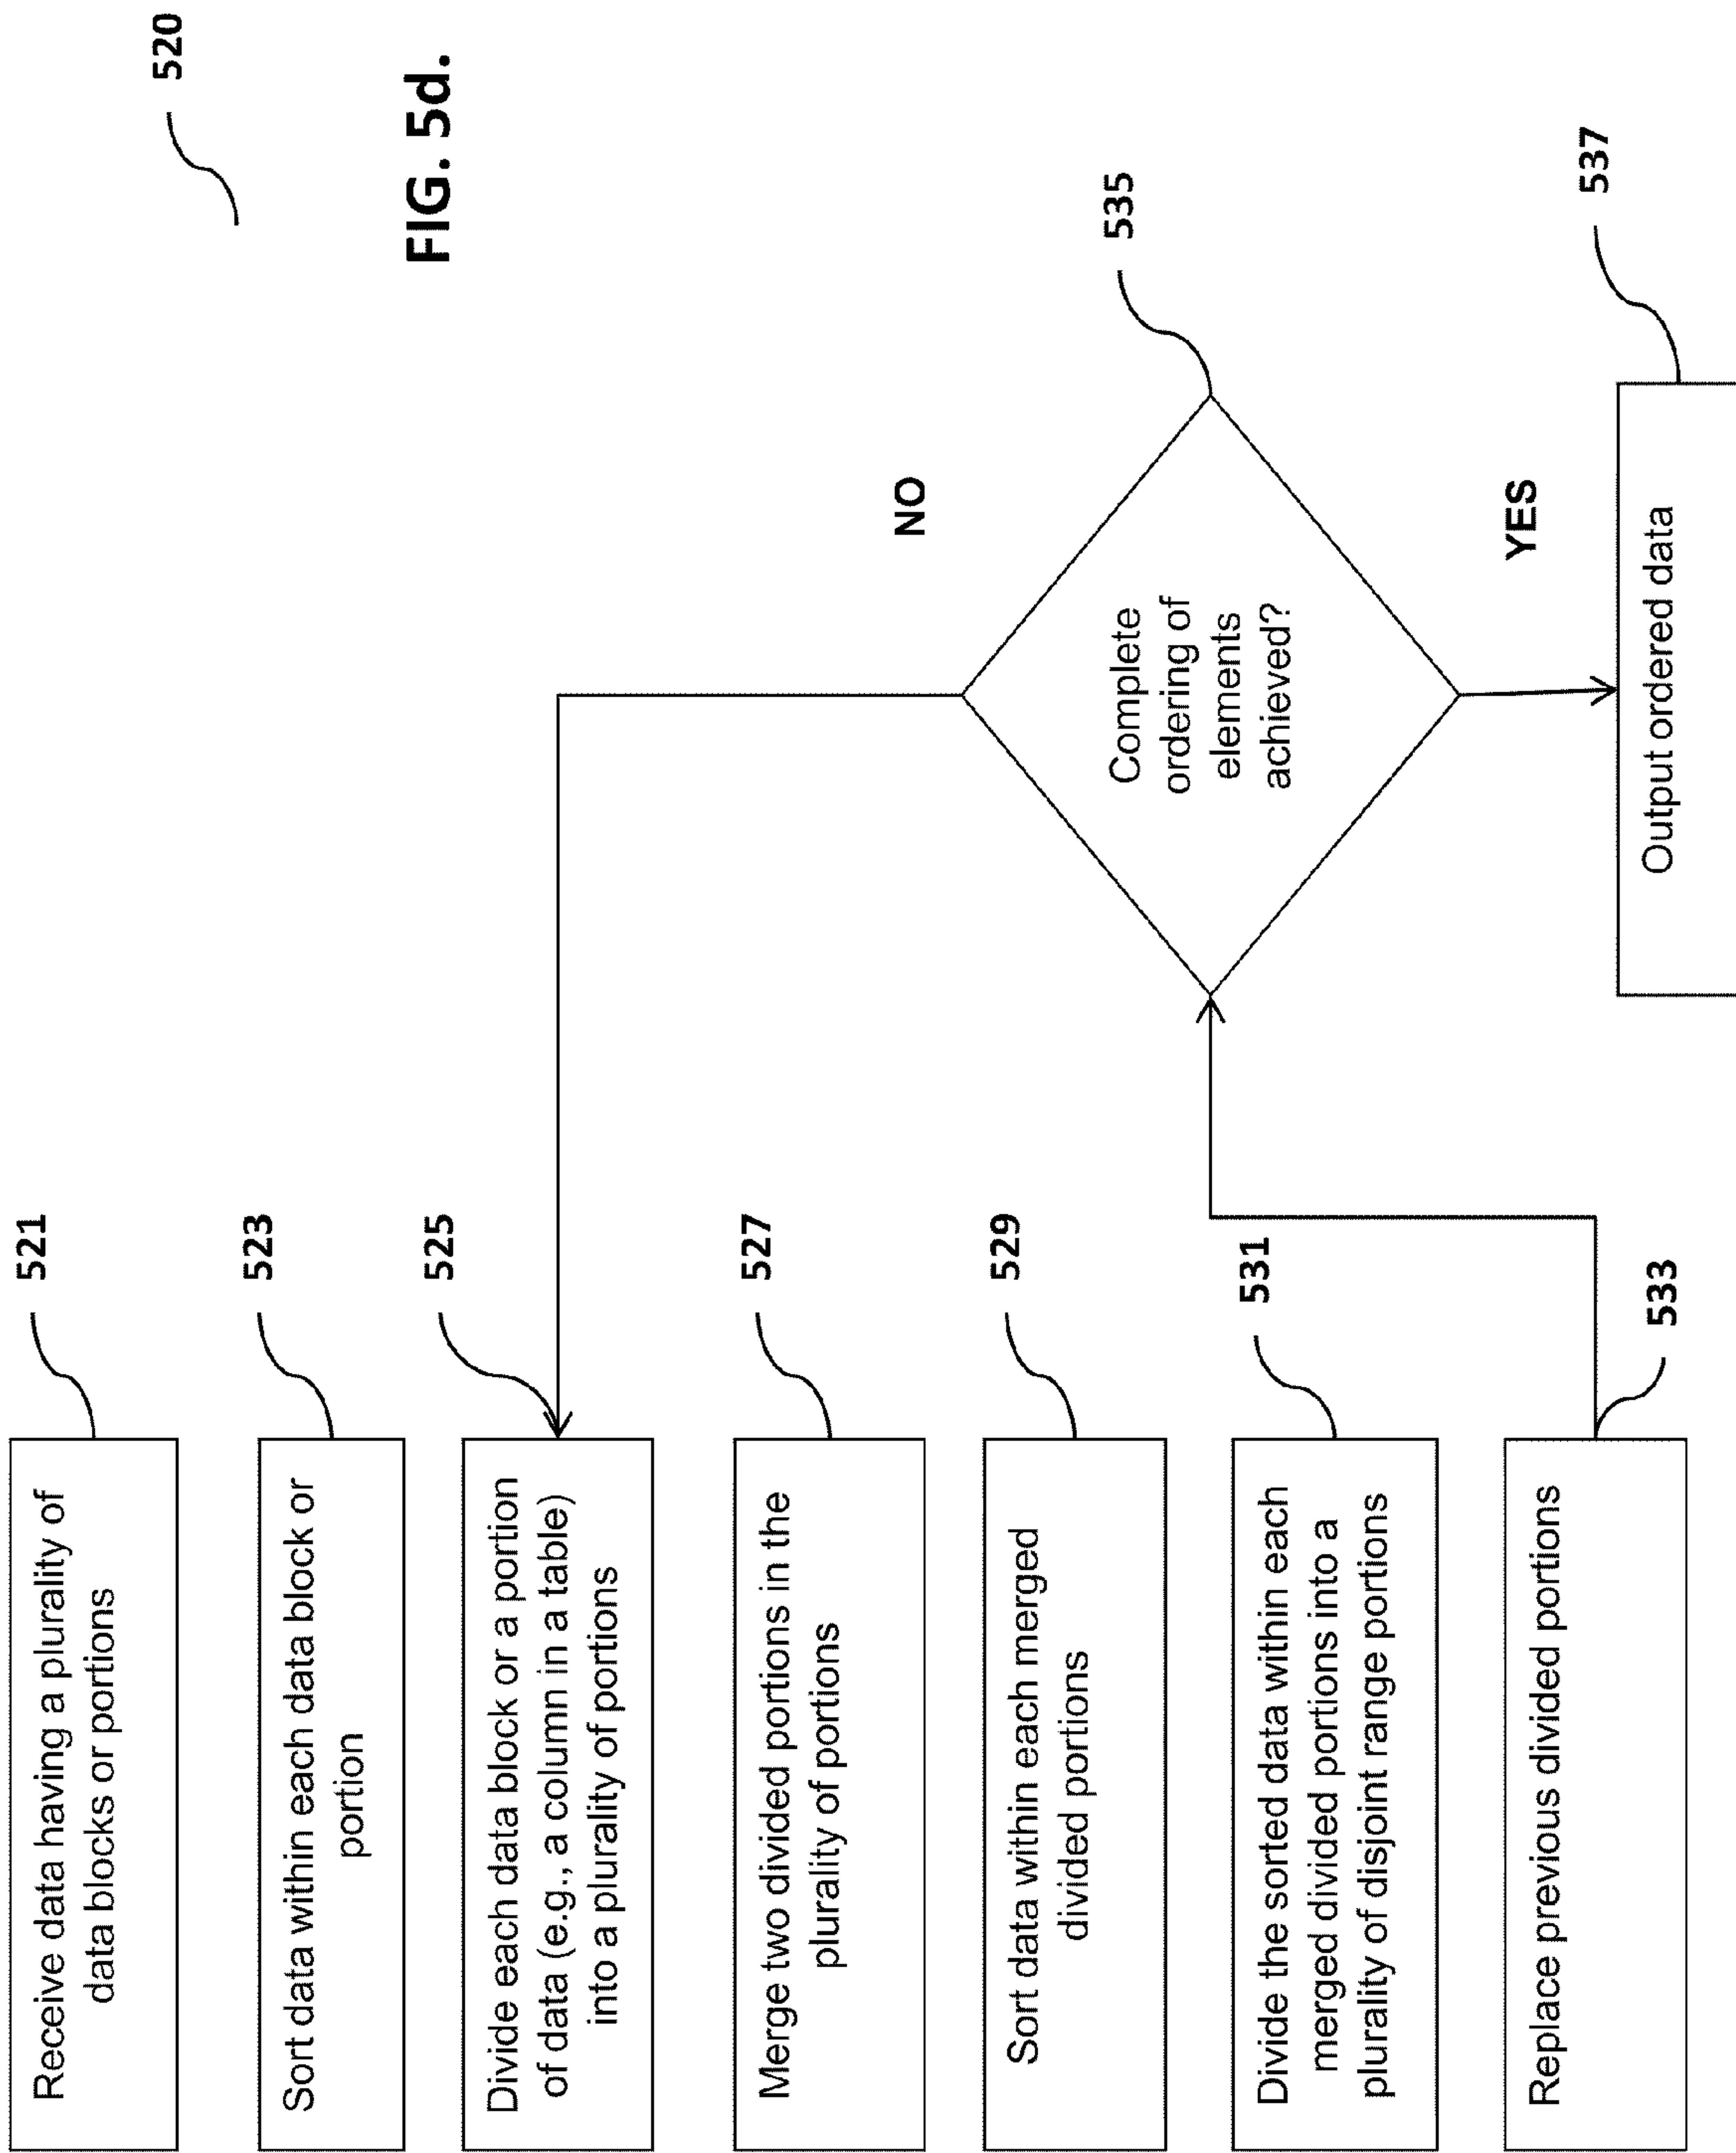 520
FIG. 5d.
521
Receive data having a plurality of
data blocks or portions
523
Sort data within each data block or
portion
525
Divide each data block or a portion
of data (e.g., a column in a table)
into a plurality of portions
527
Merge two divided portions in the
plurality of portions
529
Sort data within each merged
divided portions
531
Divide the sorted data within each
merged divided portions into a
plurality of disjoint range portions
533
Replace previous divided portions
535
Complete
ordering of
elements
achieved?
NO
YES
537
Output ordered data